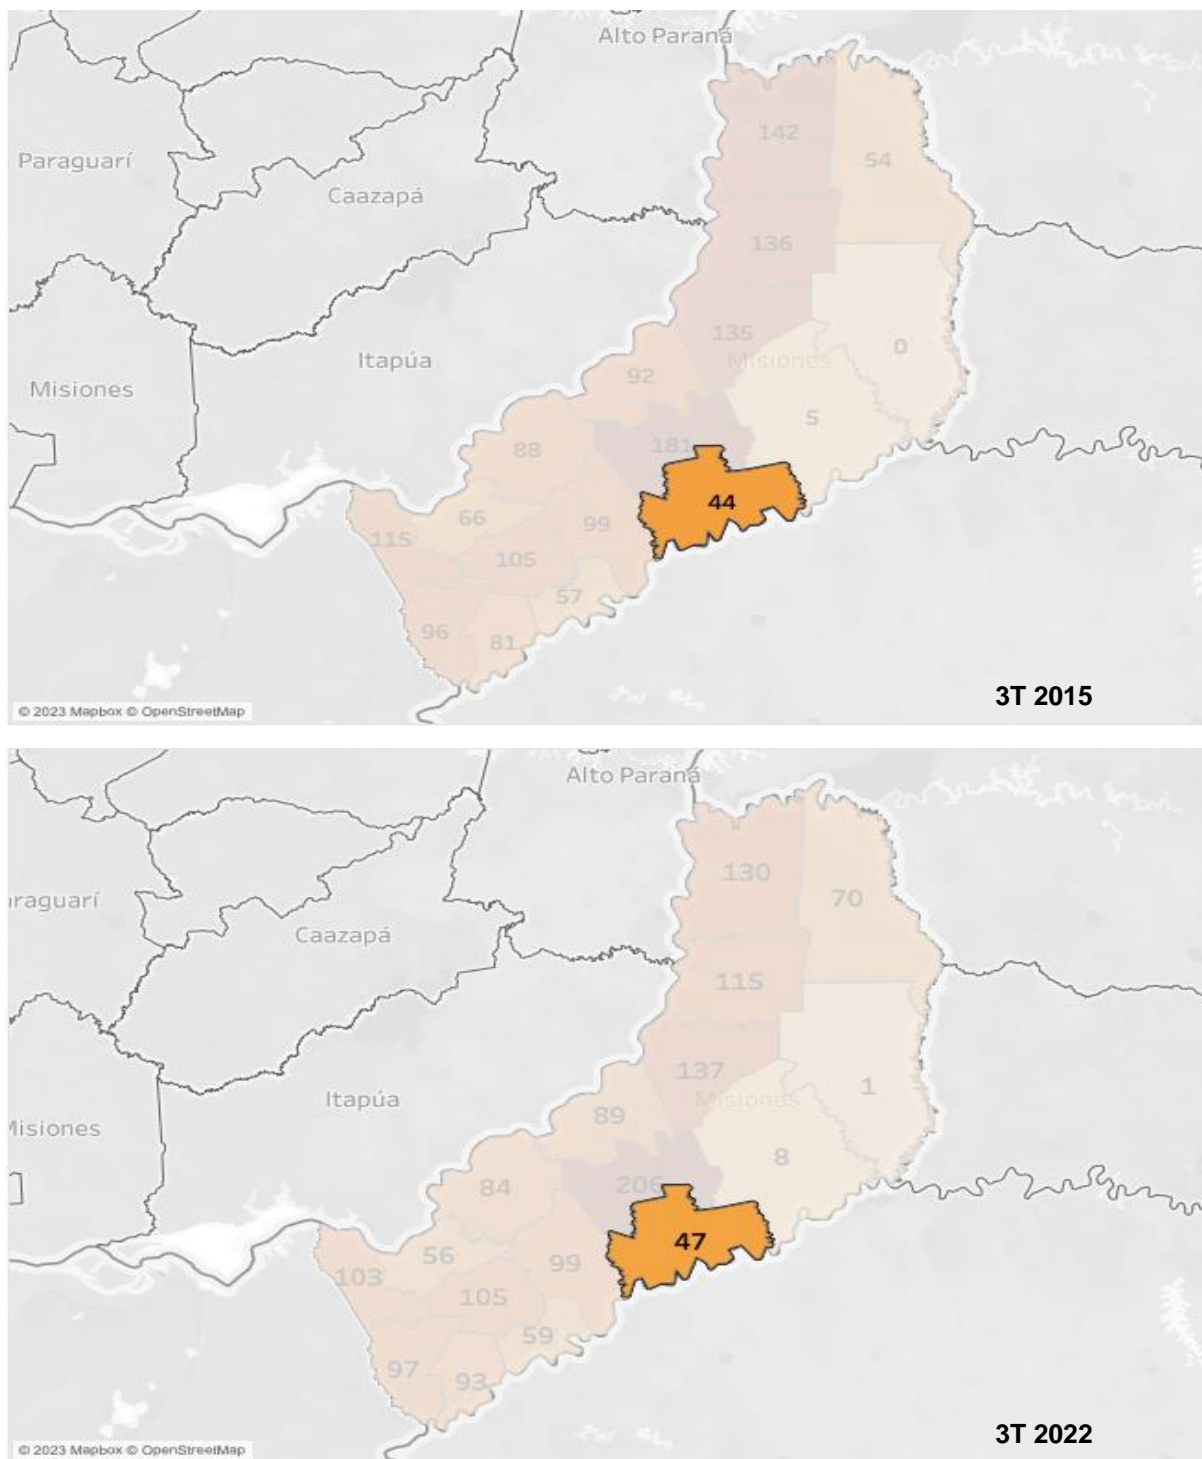 Alto Paraná
142
54
Paraguarí
Caazapá
136
135
Misiones
0
Itapúa
92
Misiones
5
88
181
44
66
99
115
105
57
96
81
3T 2015
© 2023 Mapbox © OpenStreetMap
Alto Paraná
130
70
raguarí
Caazapá
115
137
1
Itapúa
Misiones
89
Misiones
8
84
206
47
56
99
103
105
59
97
93
3T 2022
© 2023 Mapbox © OpenStreetMap